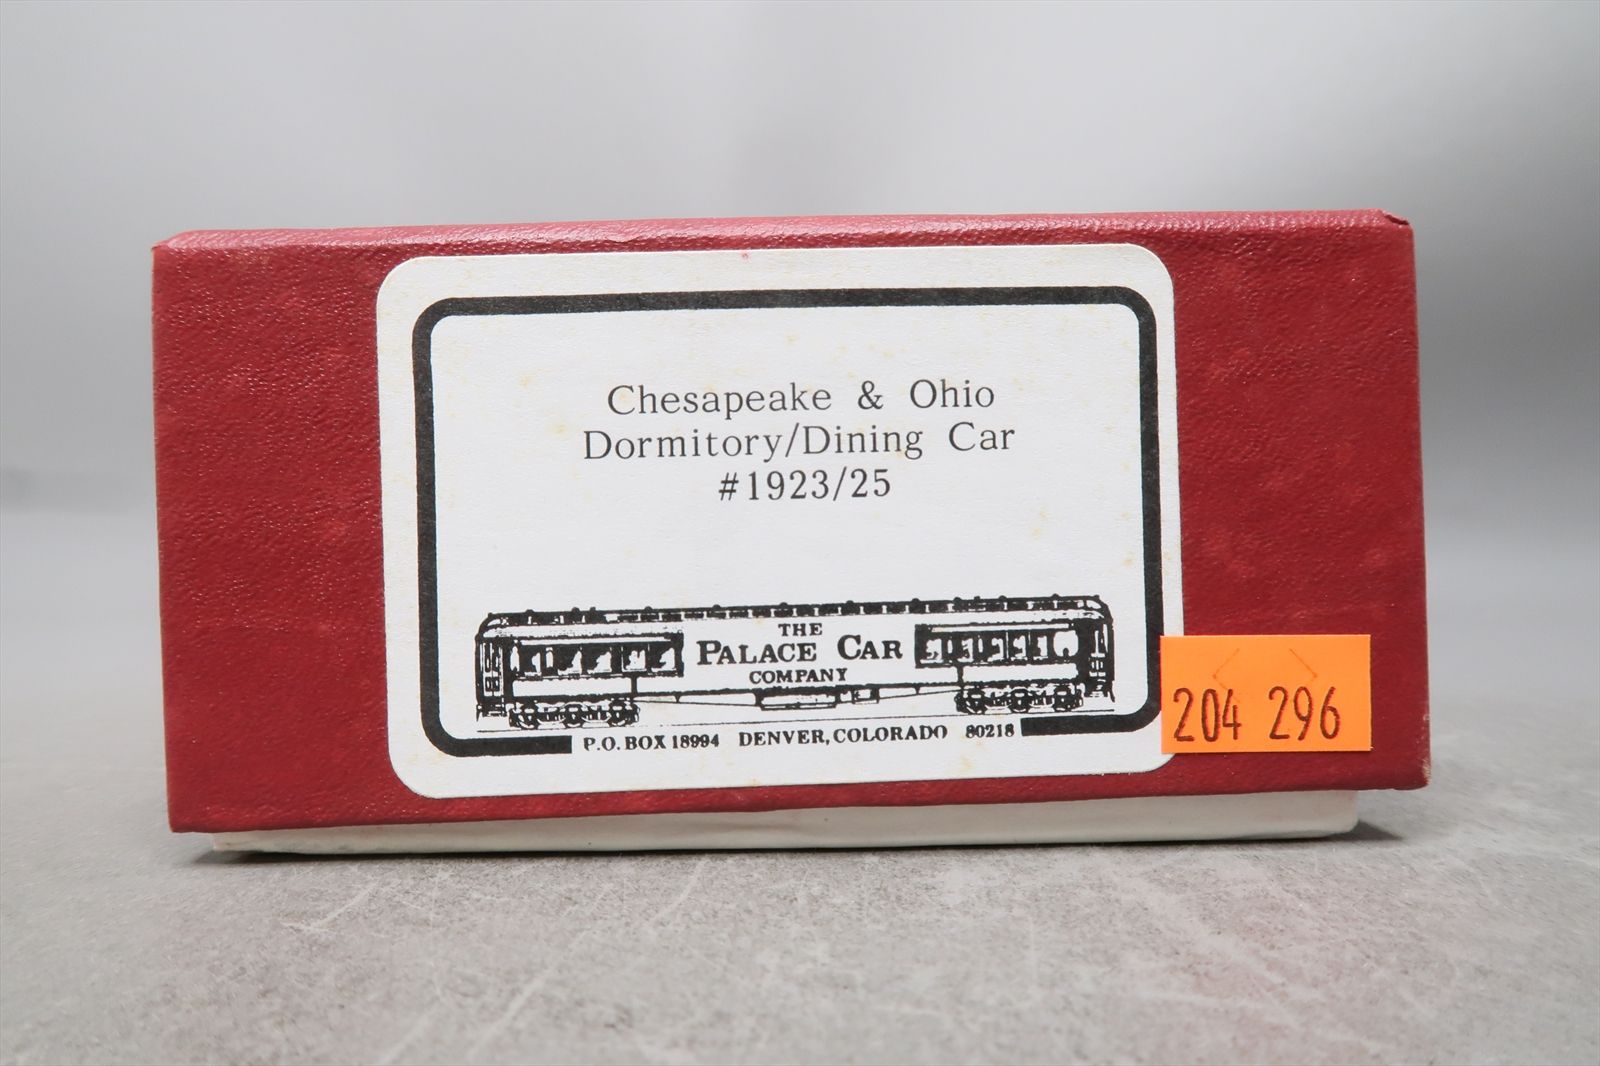 Chesapeake & Ohio
Dormitory/Dining Car
#1923/25
THE
PALACE CAR
COMPANY
P.O. BOX 18994 DENVER, COLORADO 80218
204 296